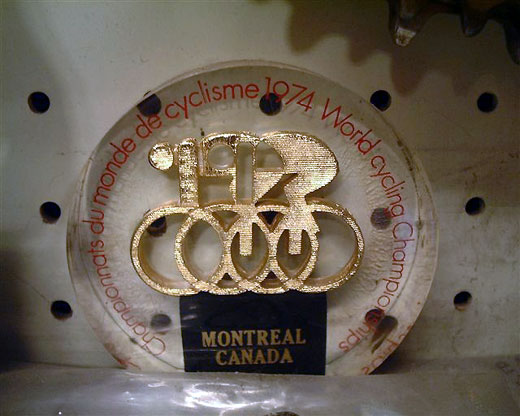 Championnats du monde de cyclisme 1974 World cycling Championships
MONTREAL
CANADA